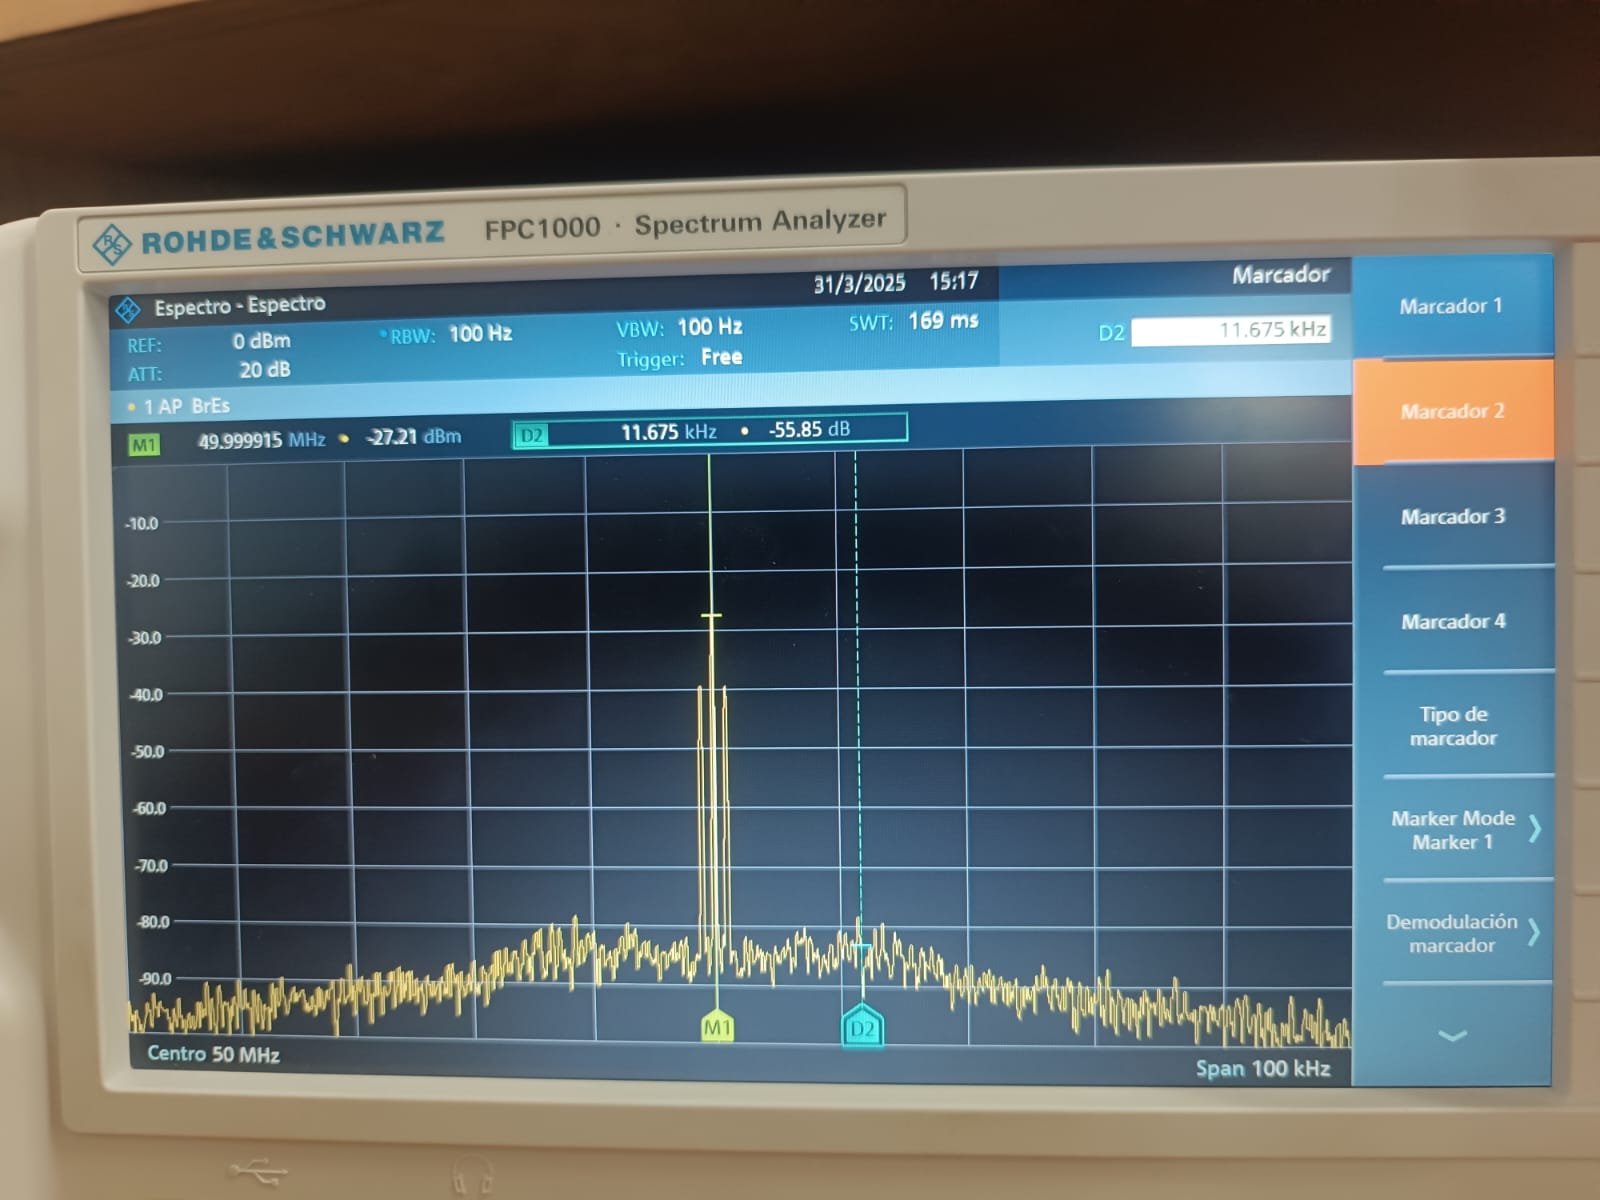 ROHDE & SCHWARZ FPC1000 · Spectrum Analyzer
Espectro - Espectro 31/3/2025 15:17 Marcador
REF: 0 dBm RBW: 100 Hz VBW: 100 Hz SWT: 169 ms D2 11.675 kHz
ATT: 20 dB Trigger: Free
1 AP BrEs
M1 49.999915 MHz • -27.21 dBm D2 11.675 kHz • -55.85 dB
-10.0
-20.0
-30.0
-40.0
-50.0
-60.0
-70.0
-80.0
-90.0
M1 D2
Centro 50 MHz Span 100 kHz
Marcador 1
Marcador 2
Marcador 3
Marcador 4
Tipo de
marcador
Marker Mode
Marker 1
Demodulación
marcador